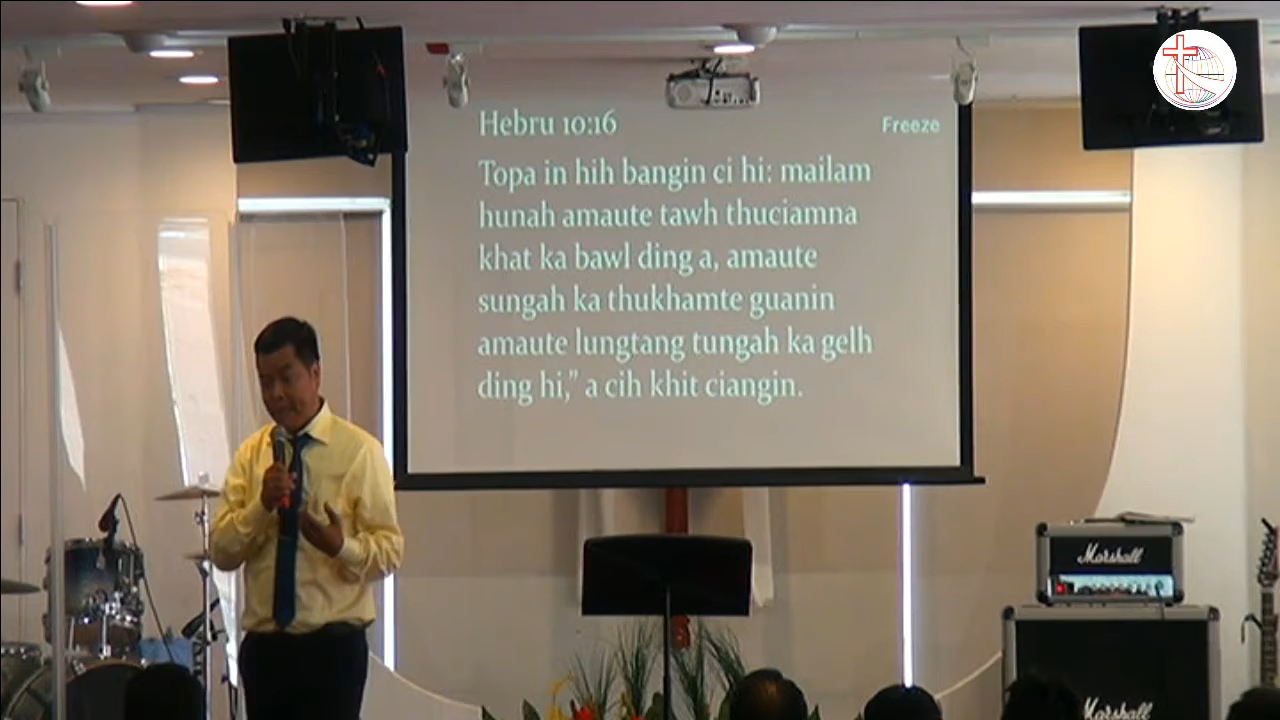 Hebru 10:16
Freeze
Topa in hih bangin ci hi: mailam
hunah amaute tawh thuciamna
khat ka bawl ding a, amaute
sungah ka thukhamte guanin
amaute lungtang tungah ka gelh
ding hi,” a cih khit ciangin.
Marshall
Marshall